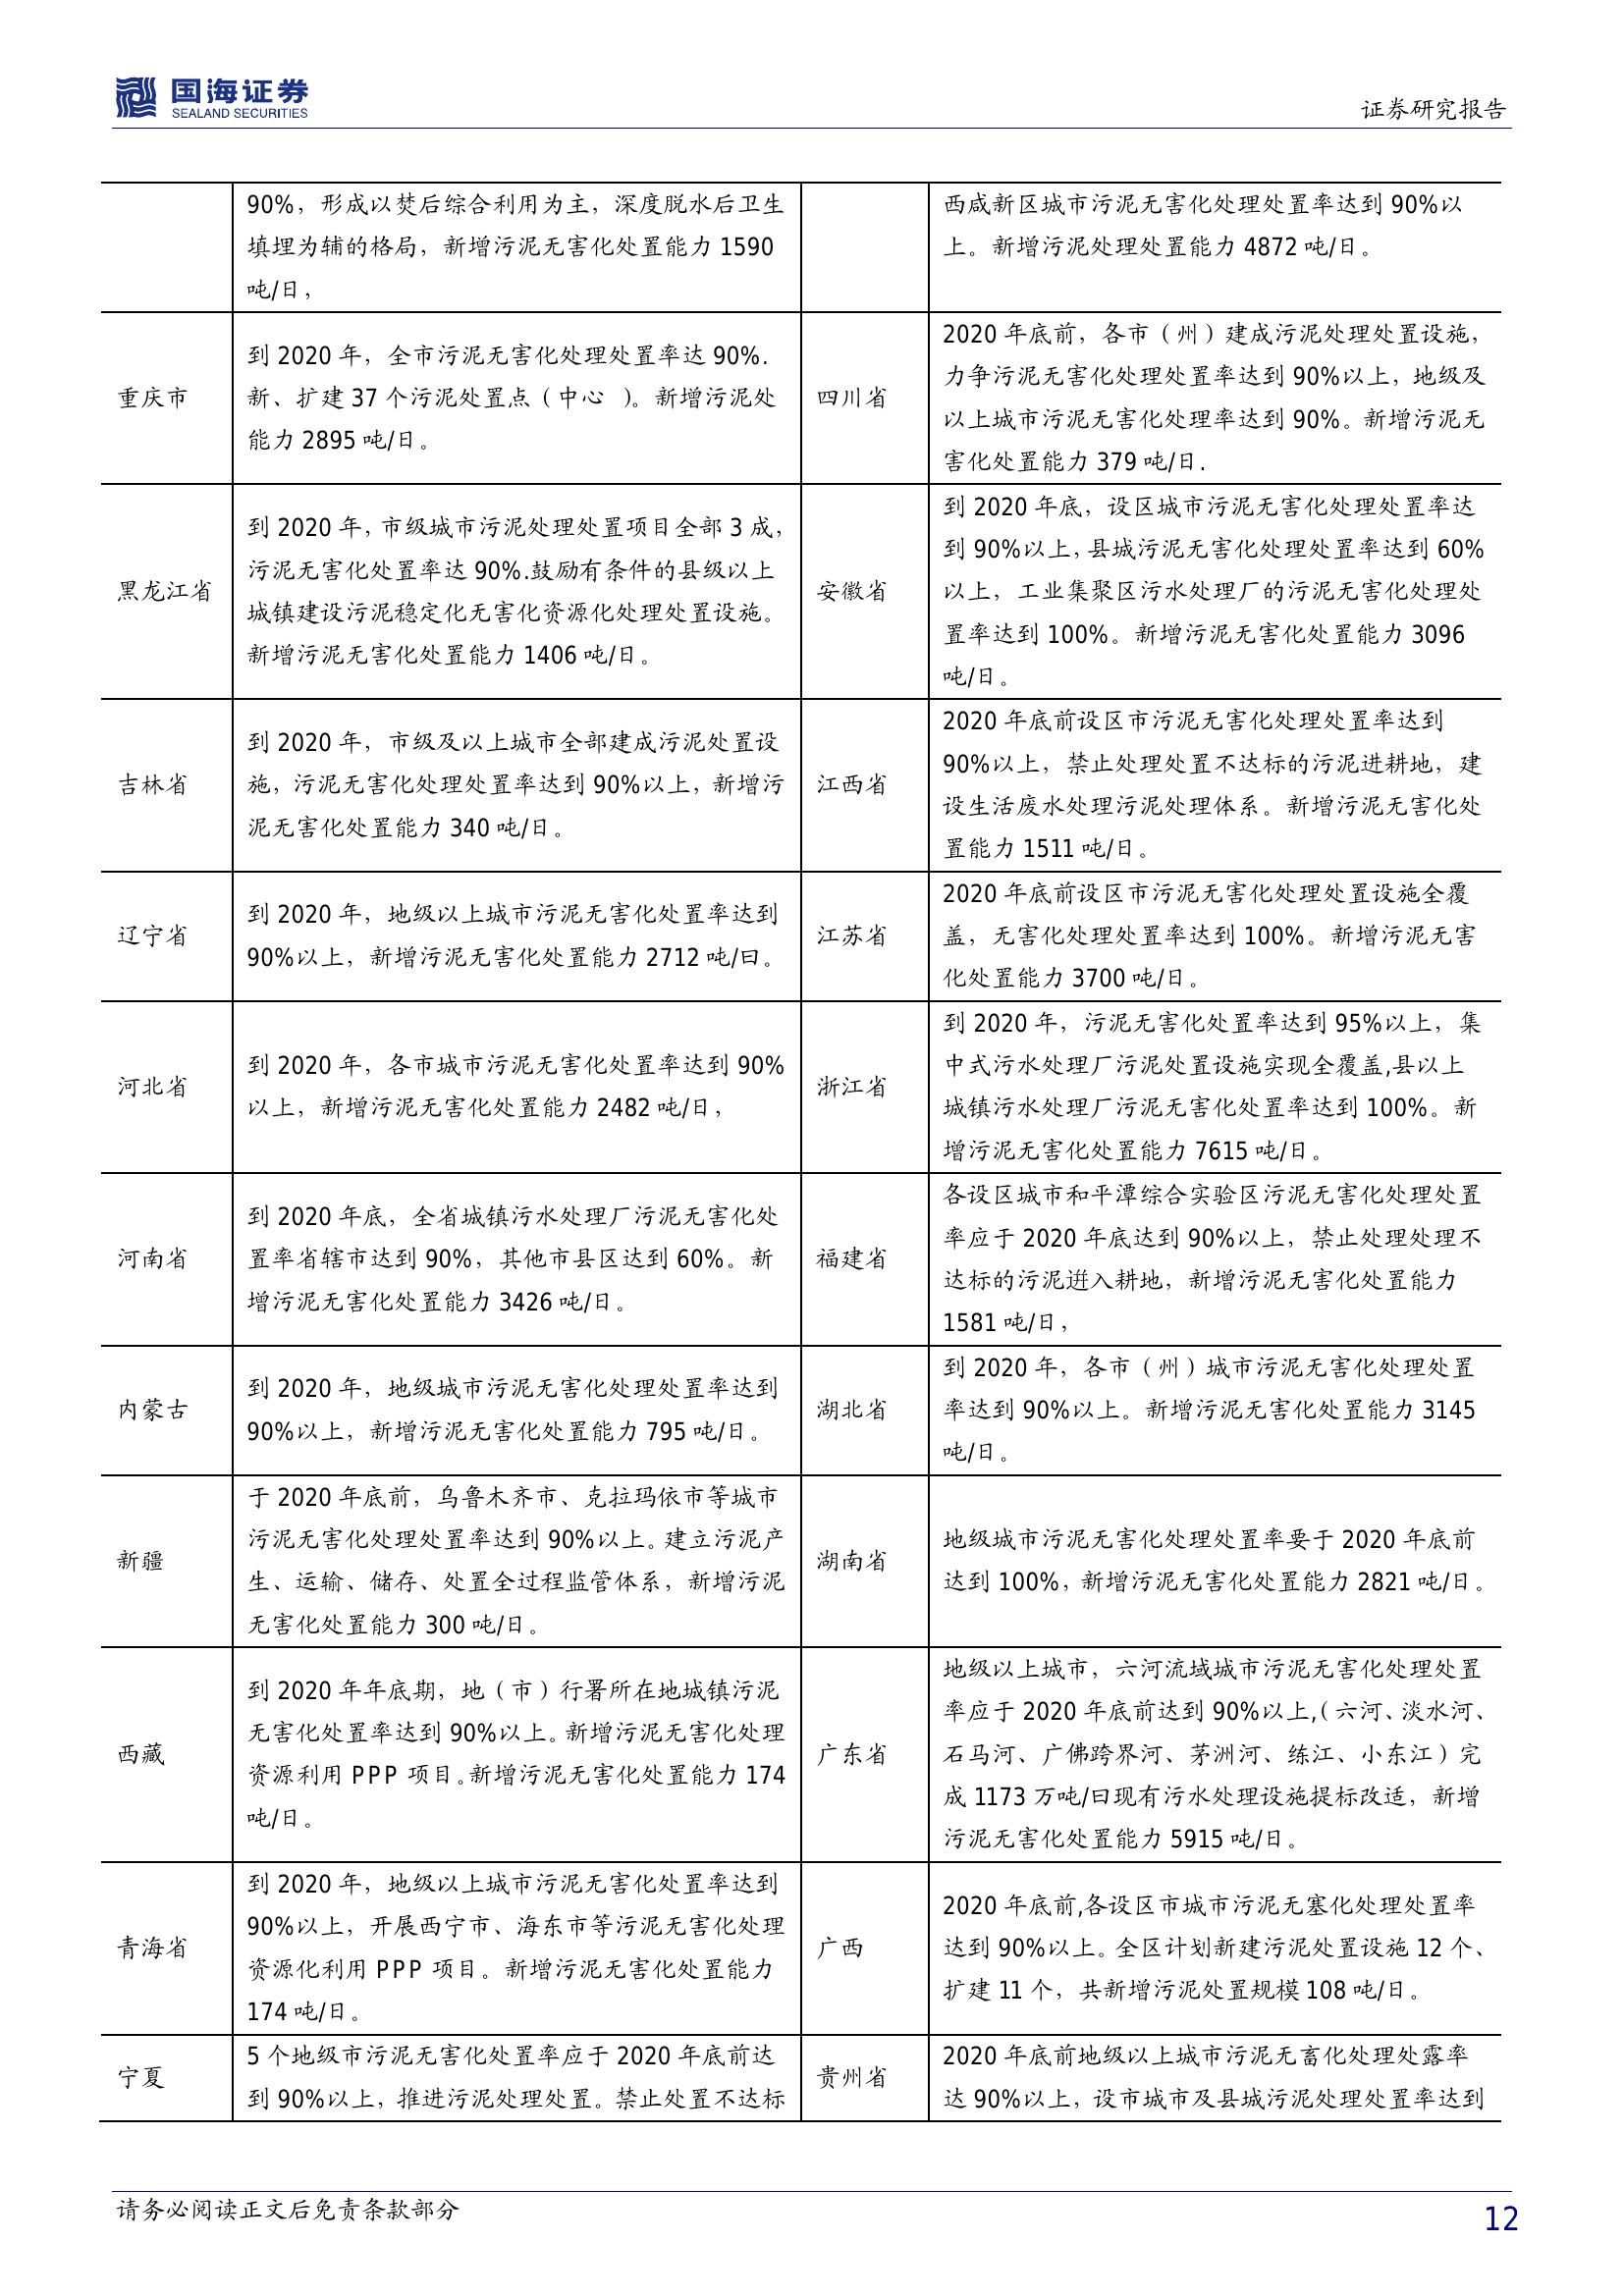 国海证券
SEALAND SECURITIES
证券研究报告
90%，形成以焚后综合利用为主，深度脱水后卫生
填埋为辅的格局，新增污泥无害化处置能力 1590
吨/日，
西咸新区城市污泥无害化处理处置率达到 90%以
上。新增污泥处理处置能力 4872 吨/日。
重庆市
到 2020 年，全市污泥无害化处理处置率达 90%.
新、扩建 37 个污泥处置点（中心 ）。新增污泥处
能力 2895 吨/日。
四川省
2020 年底前，各市（州）建成污泥处理处置设施，
力争污泥无害化处理处置率达到 90%以上，地级及
以上城市污泥无害化处理率达到 90%。新增污泥无
害化处置能力 379 吨/日.
黑龙江省
到 2020 年，市级城市污泥处理处置项目全部 3 成，
污泥无害化处置率达 90%.鼓励有条件的县级以上
城镇建设污泥稳定化无害化资源化处理处置设施。
新增污泥无害化处置能力 1406 吨/日。
安徽省
到 2020 年底，设区城市污泥无害化处理处置率达
到 90%以上，县城污泥无害化处理处置率达到 60%
以上，工业集聚区污水处理厂的污泥无害化处理处
置率达到 100%。新增污泥无害化处置能力 3096
吨/日。
吉林省
到 2020 年，市级及以上城市全部建成污泥处置设
施，污泥无害化处理处置率达到 90%以上，新增污
泥无害化处置能力 340 吨/日。
江西省
2020 年底前设区市污泥无害化处理处置率达到
90%以上，禁止处理处置不达标的污泥进耕地，建
设生活废水处理污泥处理体系。新增污泥无害化处
置能力 1511 吨/日。
辽宁省
到 2020 年，地级以上城市污泥无害化处置率达到
90%以上，新增污泥无害化处置能力 2712 吨/曰。
江苏省
2020 年底前设区市污泥无害化处理处置设施全覆
盖，无害化处理处置率达到 100%。新增污泥无害
化处置能力 3700 吨/日。
河北省
到 2020 年，各市城市污泥无害化处置率达到 90%
以上，新增污泥无害化处置能力 2482 吨/日，
浙江省
到 2020 年，污泥无害化处置率达到 95%以上，集
中式污水处理厂污泥处置设施实现全覆盖,县以上
城镇污水处理厂污泥无害化处置率达到 100%。新
增污泥无害化处置能力 7615 吨/日。
河南省
到 2020 年底，全省城镇污水处理厂污泥无害化处
置率省辖市达到 90%，其他市县区达到 60%。新
增污泥无害化处置能力 3426 吨/日。
福建省
各设区城市和平潭综合实验区污泥无害化处理处置
率应于 2020 年底达到 90%以上，禁止处理处理不
达标的污泥逬入耕地，新增污泥无害化处置能力
1581 吨/日，
内蒙古
到 2020 年，地级城市污泥无害化处理处置率达到
90%以上，新增污泥无害化处置能力 795 吨/日。
湖北省
到 2020 年，各市（州）城市污泥无害化处理处置
率达到 90%以上。新增污泥无害化处置能力 3145
吨/日。
新疆
于 2020 年底前，乌鲁木齐市、克拉玛依市等城市
污泥无害化处理处置率达到 90%以上。建立污泥产
生、运输、储存、处置全过程监管体系，新增污泥
无害化处置能力 300 吨/日。
湖南省
地级城市污泥无害化处理处置率要于 2020 年底前
达到 100%，新增污泥无害化处置能力 2821 吨/日。
西藏
到 2020 年年底期，地（市）行署所在地城镇污泥
无害化处置率达到 90%以上。新增污泥无害化处理
资源利用 PPP 项目。新增污泥无害化处置能力 174
吨/日。
广东省
地级以上城市，六河流域城市污泥无害化处理处置
率应于 2020 年底前达到 90%以上,（六河、淡水河、
石马河、广佛跨界河、茅洲河、练江、小东江）完
成 1173 万吨/曰现有污水处理设施提标改适，新增
污泥无害化处置能力 5915 吨/日。
青海省
到 2020 年，地级以上城市污泥无害化处置率达到
90%以上，开展西宁市、海东市等污泥无害化处理
资源化利用 PPP 项目。新增污泥无害化处置能力
174 吨/日。
广西
2020 年底前,各设区市城市污泥无塞化处理处置率
达到 90%以上。全区计划新建污泥处置设施 12 个、
扩建 11 个，共新增污泥处置规模 108 吨/日。
宁夏
5 个地级市污泥无害化处置率应于 2020 年底前达
到 90%以上，推进污泥处理处置。禁止处置不达标
贵州省
2020 年底前地级以上城市污泥无畜化处理处露率
达 90%以上，设市城市及县城污泥处理处置率达到
请务必阅读正文后免责条款部分
12